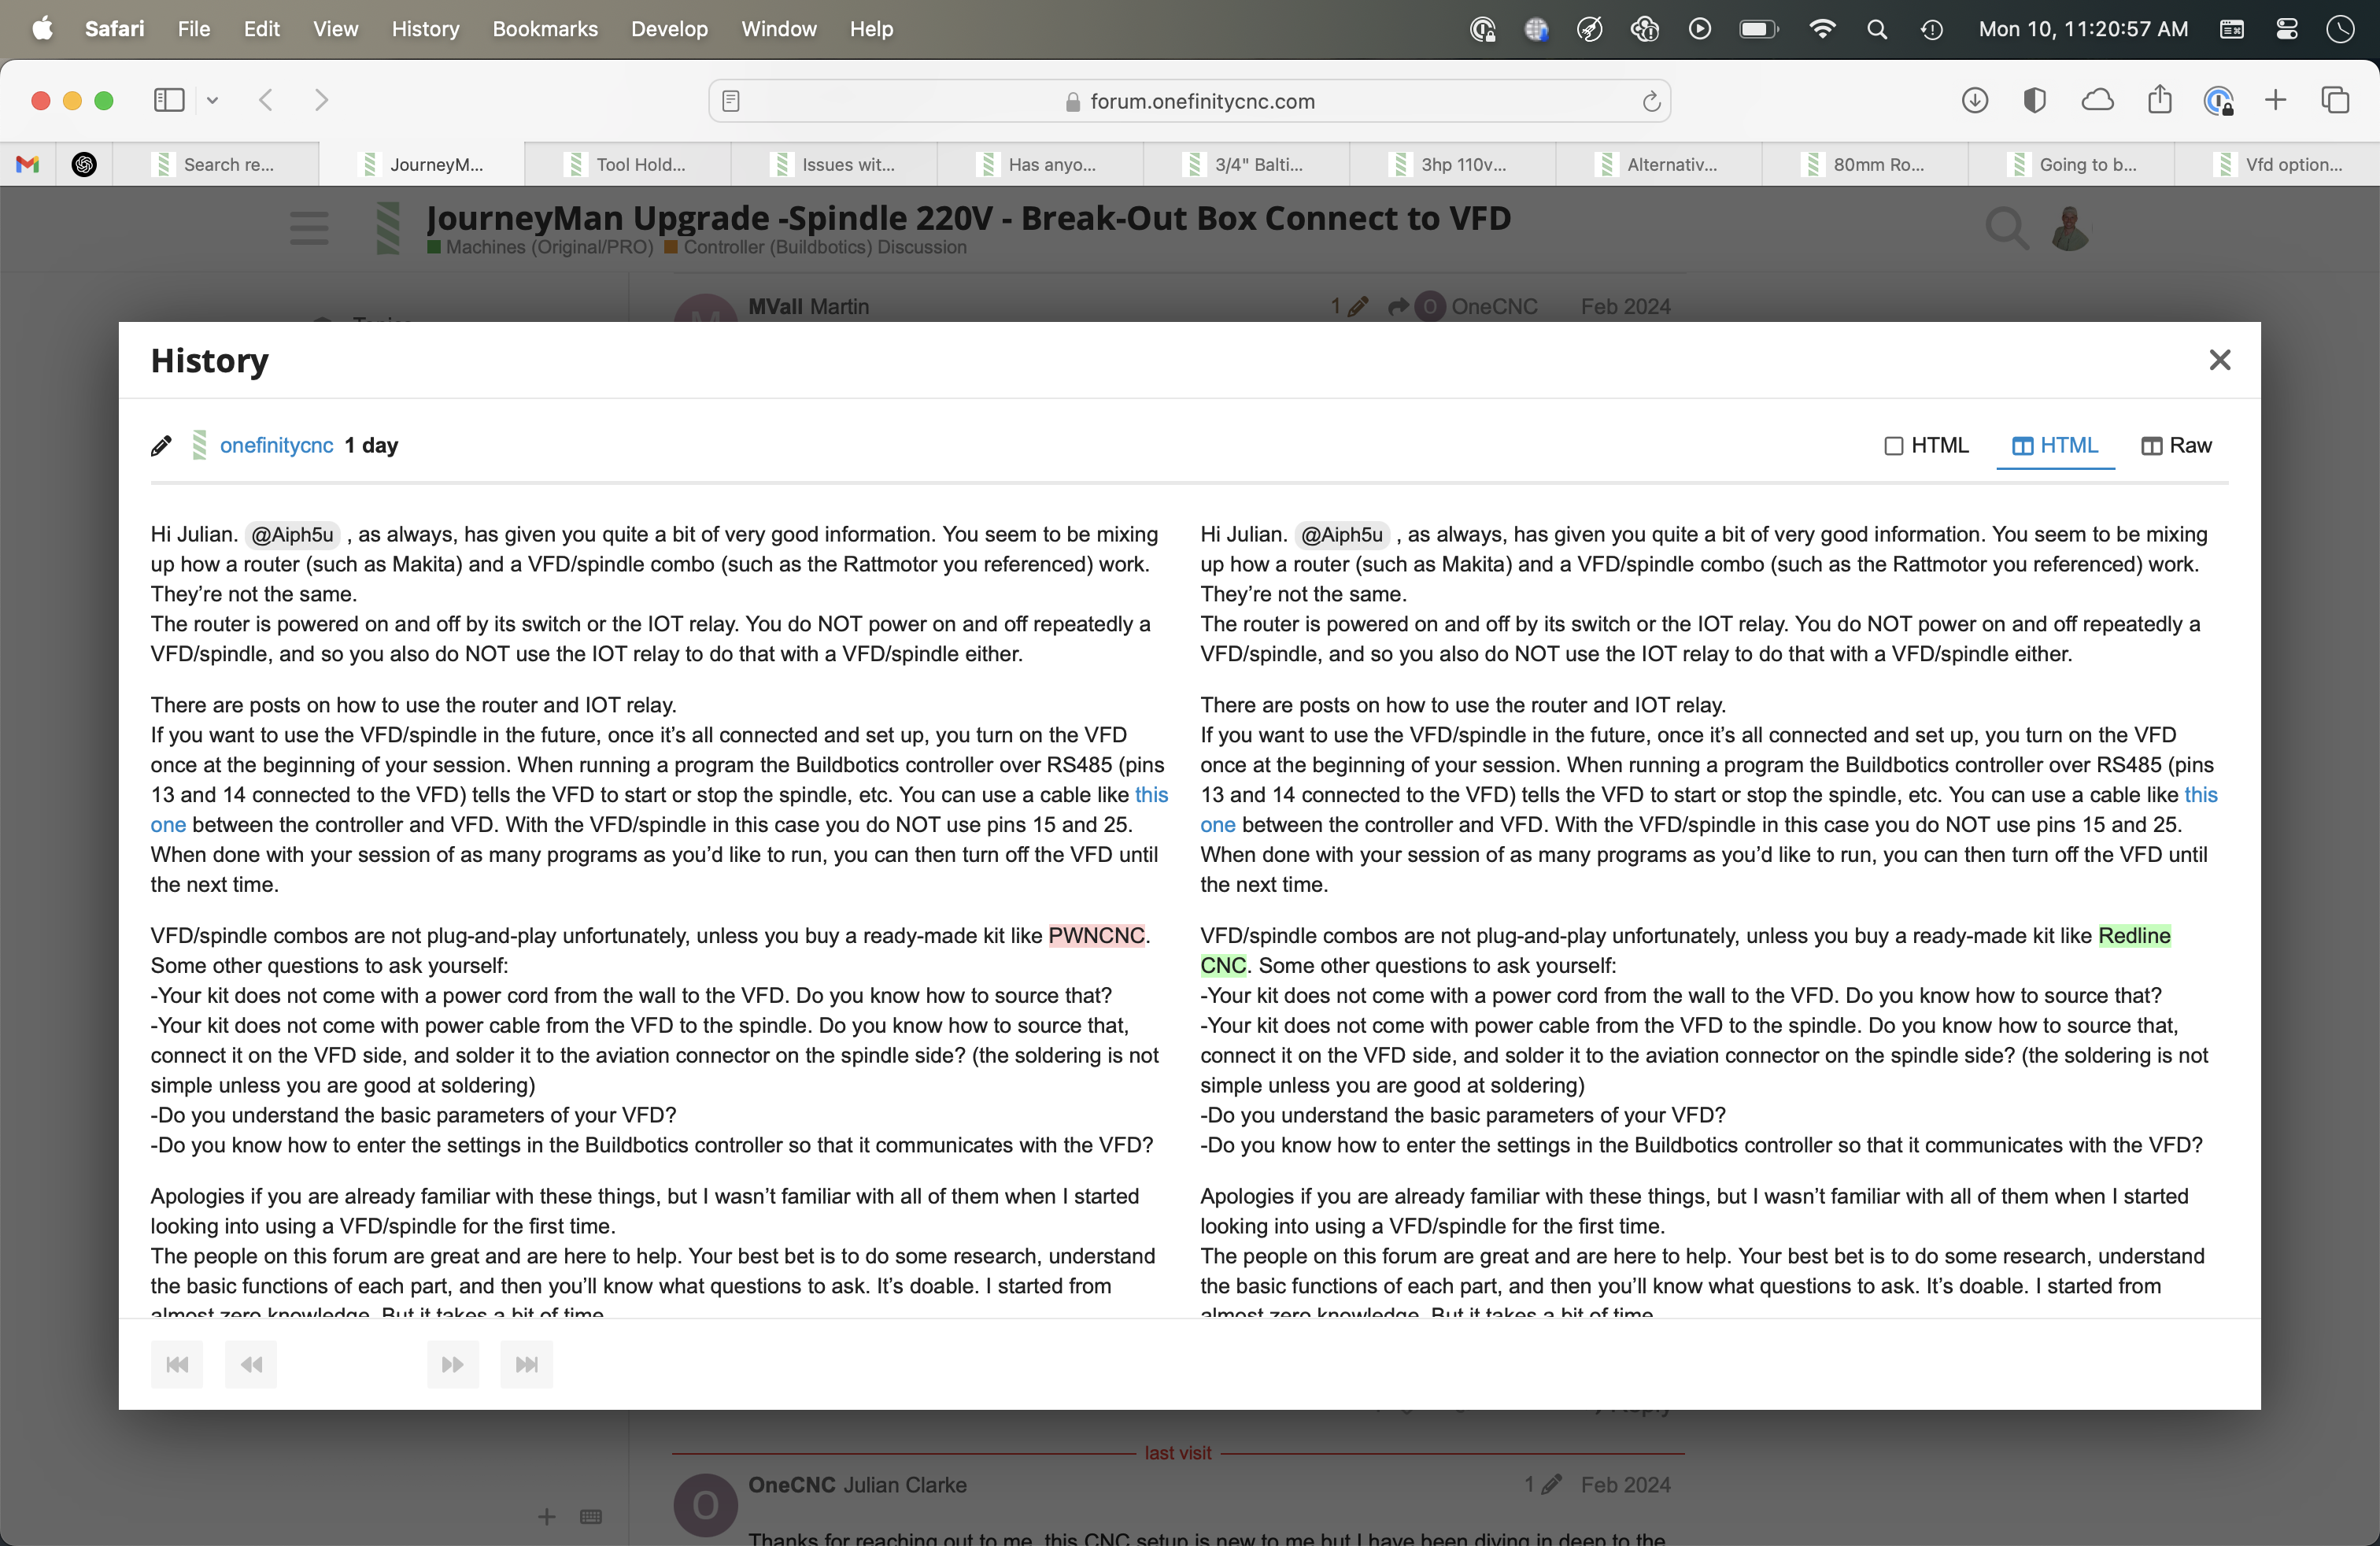 Safari File Edit View History Bookmarks Develop Window Help Mon 10, 11:20:57 AM
forum.onefinitycnc.com
Search re... JourneyM... Tool Hold... Issues wit... Has anyo... 3/4" Balti... 3hp 110v... Alternativ... 80mm Ro... Going to b... Vfd option...
JourneyMan Upgrade -Spindle 220V - Break-Out Box Connect to VFD
Machines (Original/PRO) Controller (Buildbotics) Discussion
MVall Martin 1 O OneCNC Feb 2024
History
onefinitycnc 1 day HTML HTML Raw
Hi Julian. @Aiph5u , as always, has given you quite a bit of very good information. You seem to be mixing
up how a router (such as Makita) and a VFD/spindle combo (such as the Rattmotor you referenced) work.
They're not the same.
The router is powered on and off by its switch or the IOT relay. You do NOT power on and off repeatedly a
VFD/spindle, and so you also do NOT use the IOT relay to do that with a VFD/spindle either.
There are posts on how to use the router and IOT relay.
If you want to use the VFD/spindle in the future, once it's all connected and set up, you turn on the VFD
once at the beginning of your session. When running a program the Buildbotics controller over RS485 (pins
13 and 14 connected to the VFD) tells the VFD to start or stop the spindle, etc. You can use a cable like this
one between the controller and VFD. With the VFD/spindle in this case you do NOT use pins 15 and 25.
When done with your session of as many programs as you'd like to run, you can then turn off the VFD until
the next time.
VFD/spindle combos are not plug-and-play unfortunately, unless you buy a ready-made kit like PWNCNC.
Some other questions to ask yourself:
-Your kit does not come with a power cord from the wall to the VFD. Do you know how to source that?
-Your kit does not come with power cable from the VFD to the spindle. Do you know how to source that,
connect it on the VFD side, and solder it to the aviation connector on the spindle side? (the soldering is not
simple unless you are good at soldering)
-Do you understand the basic parameters of your VFD?
-Do you know how to enter the settings in the Buildbotics controller so that it communicates with the VFD?
Apologies if you are already familiar with these things, but I wasn't familiar with all of them when I started
looking into using a VFD/spindle for the first time.
The people on this forum are great and are here to help. Your best bet is to do some research, understand
the basic functions of each part, and then you'll know what questions to ask. It's doable. I started from
almost zero knowledge. But it takes a bit of time
Hi Julian. @Aiph5u , as always, has given you quite a bit of very good information. You seem to be mixing
up how a router (such as Makita) and a VFD/spindle combo (such as the Rattmotor you referenced) work.
They're not the same.
The router is powered on and off by its switch or the IOT relay. You do NOT power on and off repeatedly a
VFD/spindle, and so you also do NOT use the IOT relay to do that with a VFD/spindle either.
There are posts on how to use the router and IOT relay.
If you want to use the VFD/spindle in the future, once it's all connected and set up, you turn on the VFD
once at the beginning of your session. When running a program the Buildbotics controller over RS485 (pins
13 and 14 connected to the VFD) tells the VFD to start or stop the spindle, etc. You can use a cable like this
one between the controller and VFD. With the VFD/spindle in this case you do NOT use pins 15 and 25.
When done with your session of as many programs as you'd like to run, you can then turn off the VFD until
the next time.
VFD/spindle combos are not plug-and-play unfortunately, unless you buy a ready-made kit like Redline
CNC. Some other questions to ask yourself:
-Your kit does not come with a power cord from the wall to the VFD. Do you know how to source that?
-Your kit does not come with power cable from the VFD to the spindle. Do you know how to source that,
connect it on the VFD side, and solder it to the aviation connector on the spindle side? (the soldering is not
simple unless you are good at soldering)
-Do you understand the basic parameters of your VFD?
-Do you know how to enter the settings in the Buildbotics controller so that it communicates with the VFD?
Apologies if you are already familiar with these things, but I wasn't familiar with all of them when I started
looking into using a VFD/spindle for the first time.
The people on this forum are great and are here to help. Your best bet is to do some research, understand
the basic functions of each part, and then you'll know what questions to ask. It's doable. I started from
almost zero knowledge. But it takes a bit of time
last visit
O OneCNC Julian Clarke 1 Feb 2024
Thanks for reaching out to me, this CNC setup is new to me but I have been diving in deep to the